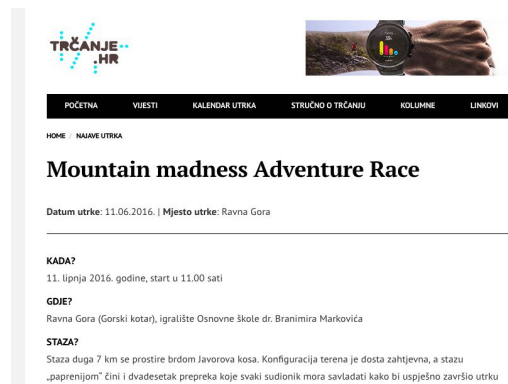 TRČANJE
.HR
POČETNA VIJESTI KALENDAR UTRKA STRUČNO O TRČANJU KOLUMNE LINKOVI
HOME / NAJAVE UTRKA
Mountain madness Adventure Race
Datum utrke: 11.06.2016. | Mjesto utrke: Ravna Gora
KADA?
11. lipnja 2016. godine, start u 11.00 sati
GDJE?
Ravna Gora (Gorski kotar), igralište Osnovne škole dr. Branimira Markovića
STAZA?
Staza duga 7 km se prostire brdom Javorova kosa. Konfiguracija terena je dosta zahtjevna, a stazu
„paprenijom" čini i dvadesetak prepreka koje svaki sudionik mora savladati kako bi uspješno završio utrku